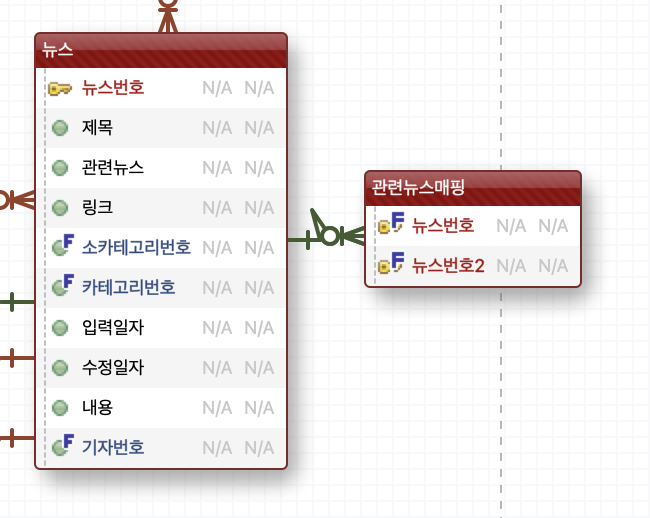 뉴스
뉴스번호 N/A N/A
제목 N/A N/A
관련뉴스 N/A N/A
링크 N/A N/A
F 소카테고리번호 N/A N/A
F 카테고리번호 N/A N/A
입력일자 N/A N/A
수정일자 N/A N/A
내용 N/A N/A
F 기자번호 N/A N/A
관련뉴스매핑
F 뉴스번호 N/A N/A
F 뉴스번호2 N/A N/A